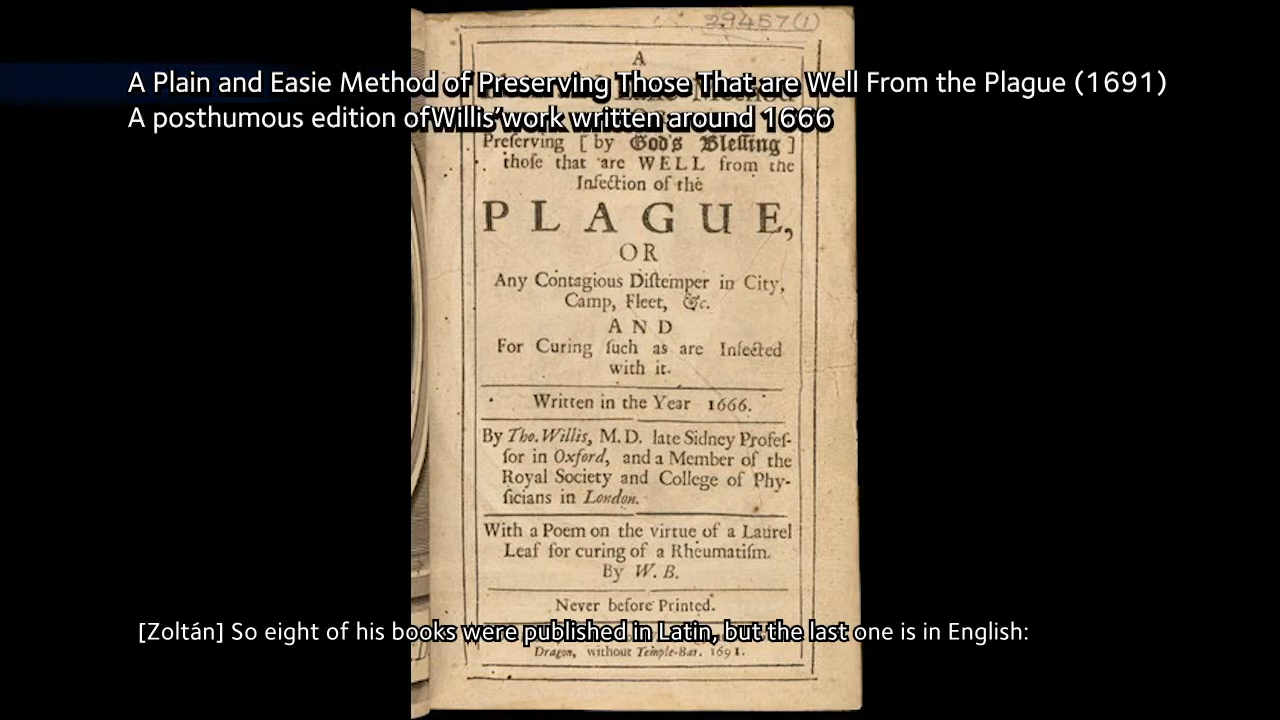 39457(1)
A Plain and Easie Method of Preserving Those That are Well From the Plague (1691)
A posthumous edition of Willis' work written around 1666
A
Preserving [ by God's Blessing ]
those that are WELL from the
Infection of the
PLAGUE,
OR
Any Contagious Distemper in City,
Camp, Fleet, &c.
AND
For Curing such as are Infected
with it.
Written in the Year 1666.
By Tho. Willis, M. D. late Sidney Profes-
sor in Oxford, and a Member of the
Royal Society and College of Phy-
sicians in London.
With a Poem on the virtue of a Laurel
Leaf for curing of a Rheumatism.
By W. B.
Never before Printed.
[Zoltán] So eight of his books were published in Latin, but the last one is in English:
Dragon, without Temple-Bar. 1691.